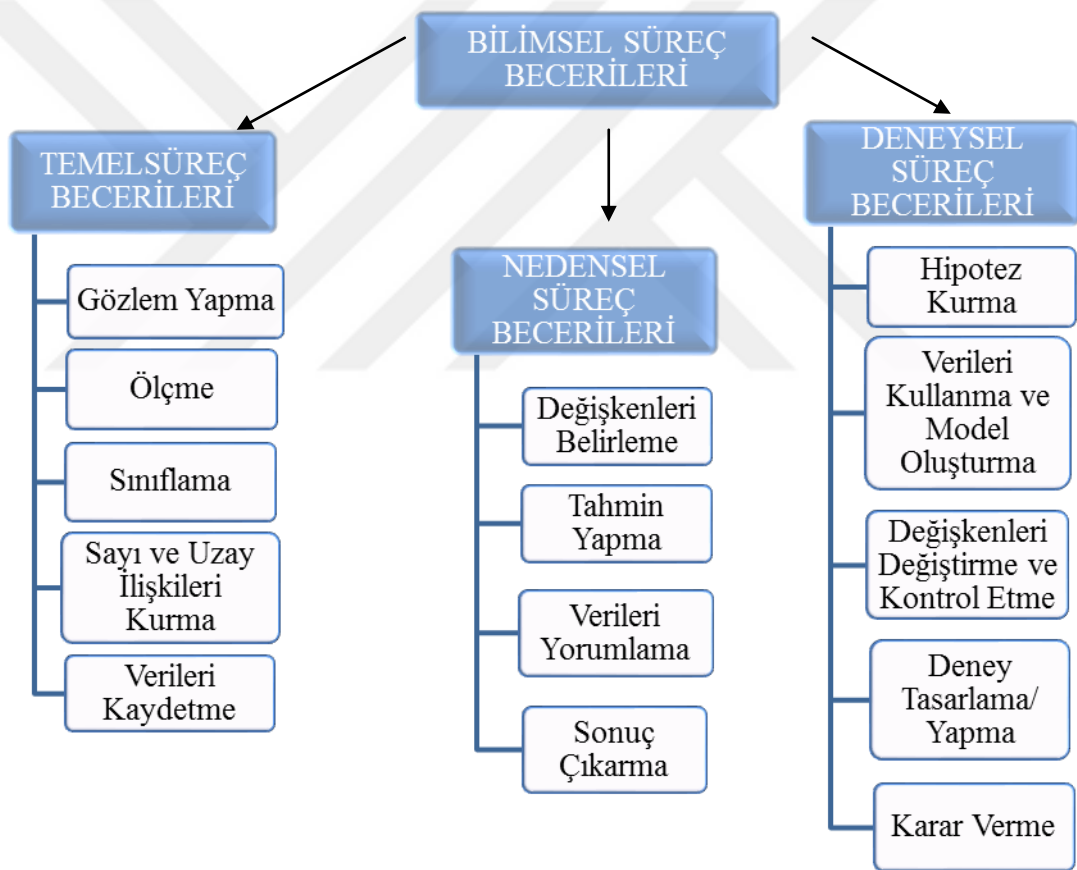 BİLİMSEL SÜREÇ
BECERİLERİ
TEMELSÜREÇ
BECERİLERİ
Gözlem Yapma
Ölçme
Sınıflama
Sayı ve Uzay
İlişkileri
Kurma
Verileri
Kaydetme
NEDENSEL
SÜREÇ
BECERİLERİ
Değişkenleri
Belirleme
Tahmin
Yapma
Verileri
Yorumlama
Sonuç
Çıkarma
DENEYSEL
SÜREÇ
BECERİLERİ
Hipotez
Kurma
Verileri
Kullanma ve
Model
Oluşturma
Değişkenleri
Değiştirme ve
Kontrol Etme
Deney
Tasarlama/
Yapma
Karar Verme